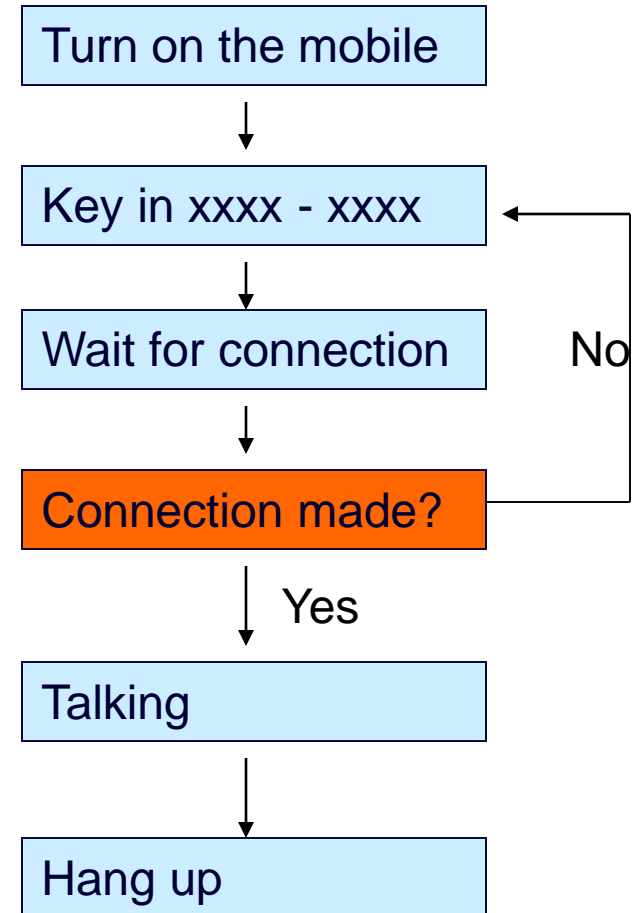 Turn on the mobile
Key in xxxx - xxxx
Wait for connection
No
Connection made?
Yes
Talking
Hang up